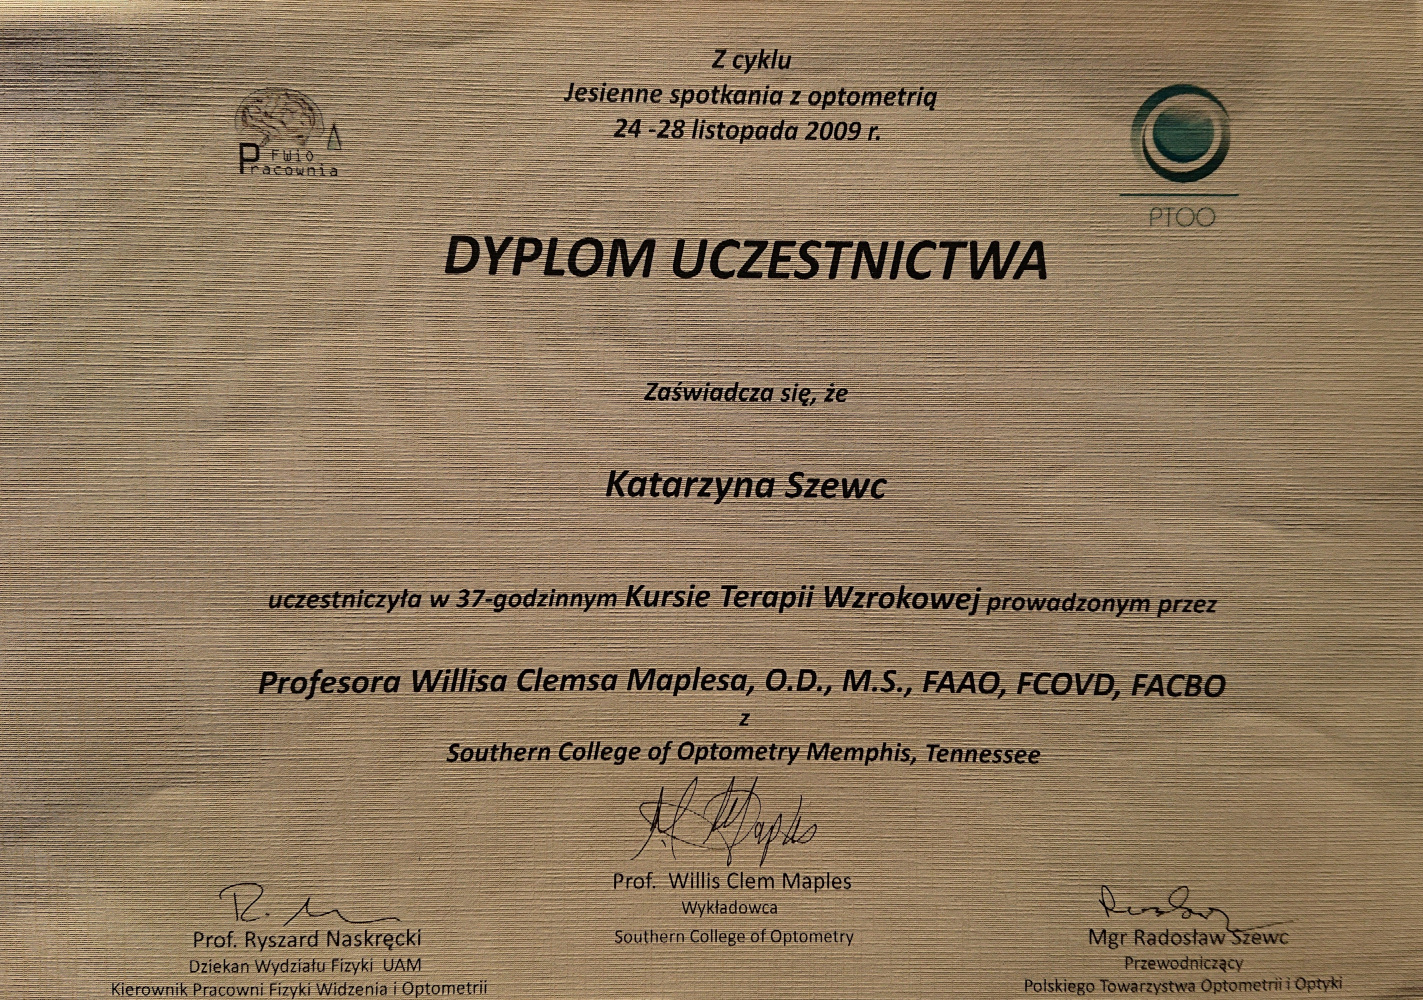 Z cyklu
Jesienne spotkania z optometrią
24 -28 listopada 2009 r.
FWiO
Pracownia
PTOO
DYPLOM UCZESTNICTWA
Zaświadcza się, że
Katarzyna Szewc
uczestniczyła w 37-godzinnym Kursie Terapii Wzrokowej prowadzonym przez
Profesora Willisa Clemsa Maplesa, O.D., M.S., FAAO, FCOVD, FACBO
z
Southern College of Optometry Memphis, Tennessee
Prof. Willis Clem Maples
Wykładowca
Southern College of Optometry
Prof. Ryszard Naskręcki
Dziekan Wydziału Fizyki UAM
Kierownik Pracowni Fizyki Widzenia i Optometrii
Mgr Radosław Szewc
Przewodniczący
Polskiego Towarzystwa Optometrii i Optyki